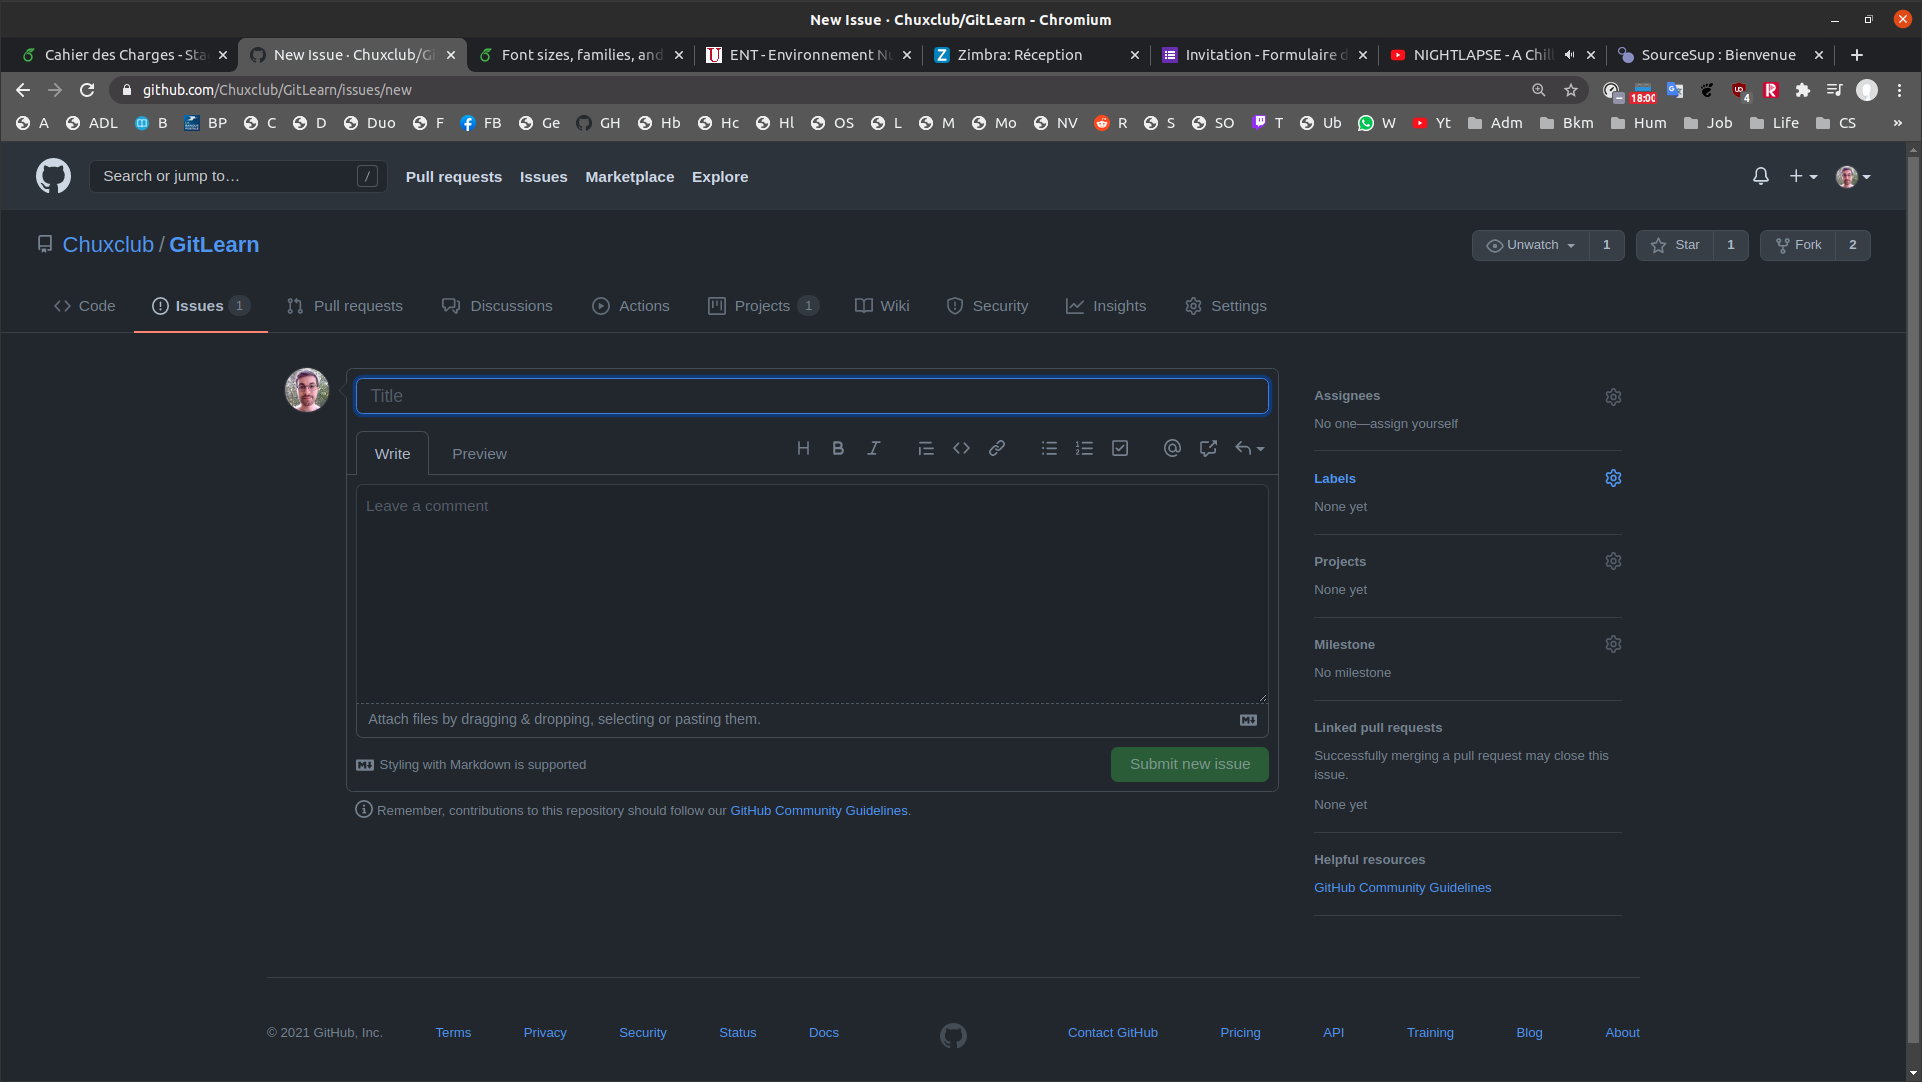 New Issue · Chuxclub/GitLearn - Chromium
Cahier des Charges - Sta
New Issue · Chuxclub/Gi
Font sizes, families, and
ENT - Environnement Nu
Zimbra: Réception
Invitation - Formulaire d
NIGHTLAPSE - A Chill
SourceSup : Bienvenue
github.com/Chuxclub/GitLearn/issues/new
18:00
4
A ADL B BP C D Duo F FB Ge GH Hb Hc Hl OS L M Mo NV R S SO T Ub W Yt Adm Bkm Hum Job Life CS »
Search or jump to… /
Pull requests Issues Marketplace Explore
Chuxclub / GitLearn
Unwatch 1 Star 1 Fork 2
Code Issues 1 Pull requests Discussions Actions Projects 1 Wiki Security Insights Settings
Title
Write Preview
Leave a comment
Attach files by dragging & dropping, selecting or pasting them.
Styling with Markdown is supported
Submit new issue
Remember, contributions to this repository should follow our GitHub Community Guidelines.
Assignees
No one—assign yourself
Labels
None yet
Projects
None yet
Milestone
No milestone
Linked pull requests
Successfully merging a pull request may close this
issue.
None yet
Helpful resources
GitHub Community Guidelines
© 2021 GitHub, Inc. Terms Privacy Security Status Docs Contact GitHub Pricing API Training Blog About